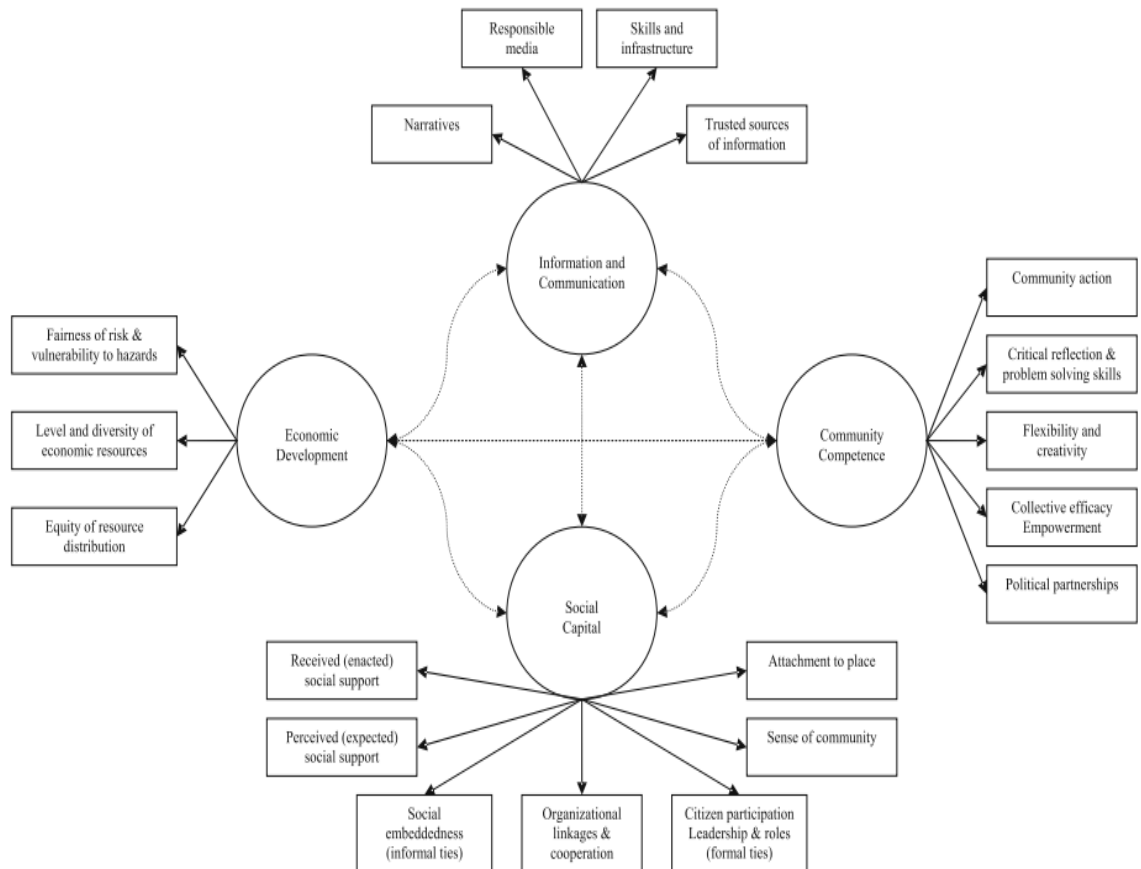 Responsible
media
Skills and
infrastructure
Narratives
Trusted sources
of information
Information and
Communication
Community action
Fairness of risk &
vulnerability to hazards
Critical reflection &
problem solving skills
Level and diversity of
economic resources
Economic
Development
Community
Competence
Flexibility and
creativity
Equity of resource
distribution
Collective efficacy
Empowerment
Political partnerships
Social
Capital
Received (enacted)
social support
Attachment to place
Perceived (expected)
social support
Sense of community
Social
embeddedness
(informal ties)
Organizational
linkages &
cooperation
Citizen participation
Leadership & roles
(formal ties)